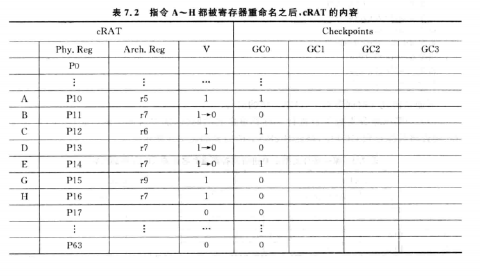 表 7.2 指令 A～H 都被寄存器重命名之后,cRAT 的内容
cRAT Checkpoints
Phy. Reg Arch. Reg V GC0 GC1 GC2 GC3
P0
⋮ ⋮ … ⋮
A P10 r5 1 1
B P11 r7 1→0 0
C P12 r6 1 1
D P13 r7 1→0 0
E P14 r7 1→0 1
G P15 r9 1 0
H P16 r7 1 0
P17 0 0
⋮ ⋮ … ⋮
P63 0 0